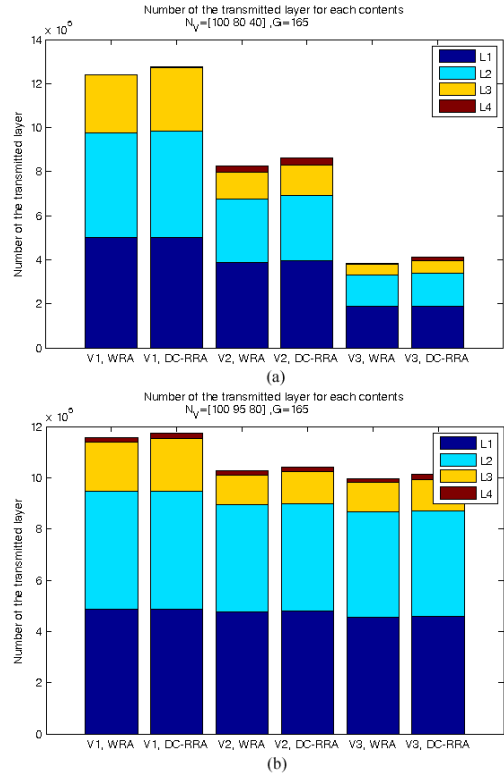 Number of the transmitted layer for each contents
N_V=[100 80 40] ,G=165
× 10^6
14
12
10
8
6
4
2
0
Number of the transmitted layer
L1
L2
L3
L4
V1, WRA V1, DC-RRA V2, WRA V2, DC-RRA V3, WRA V3, DC-RRA
(a)
Number of the transmitted layer for each contents
N_V=[100 95 80] ,G=165
× 10^6
12
10
8
6
4
2
0
Number of the transmitted layer
L1
L2
L3
L4
V1, WRA V1, DC-RRA V2, WRA V2, DC-RRA V3, WRA V3, DC-RRA
(b)